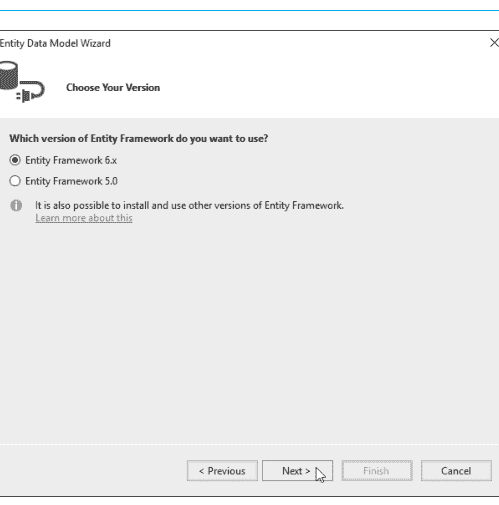 Entity Data Model Wizard
Choose Your Version
Which version of Entity Framework do you want to use?
Entity Framework 6.x
Entity Framework 5.0
It is also possible to install and use other versions of Entity Framework.
Learn more about this
< Previous Next > Finish Cancel